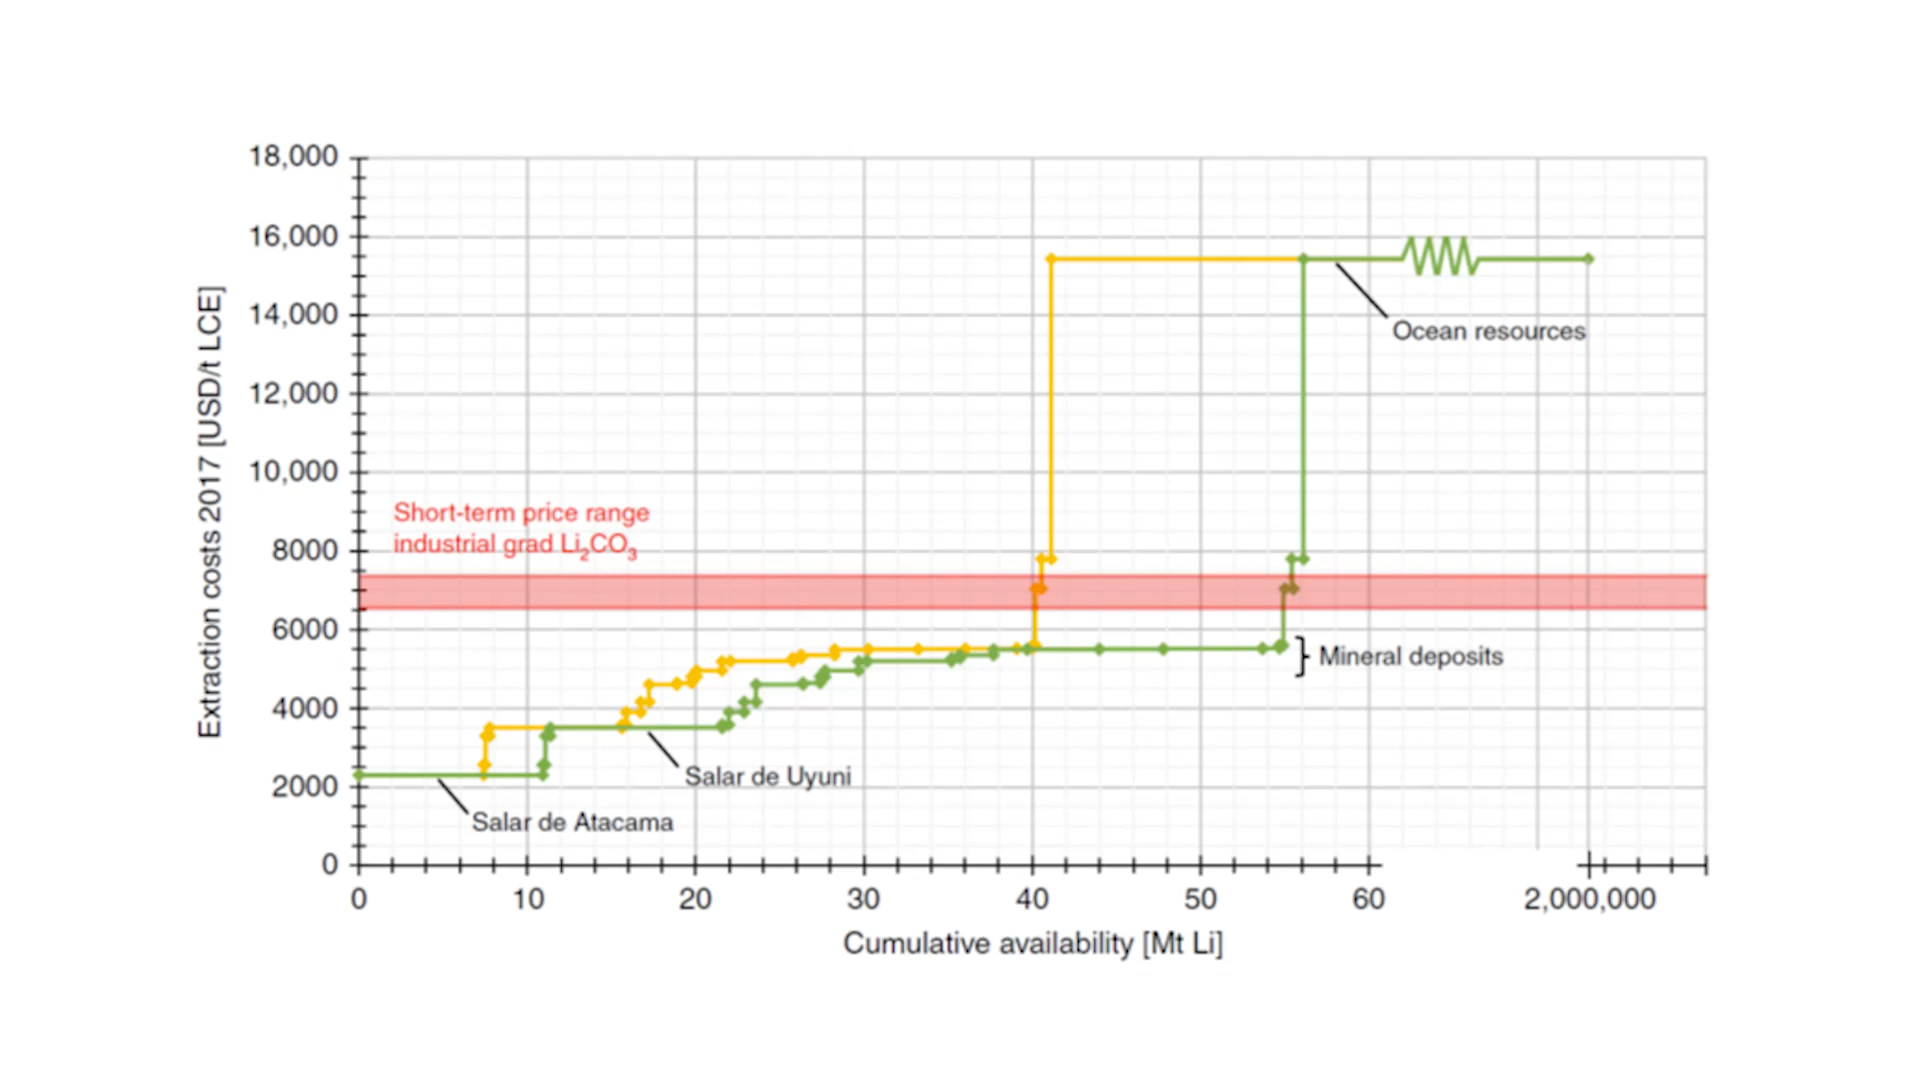 18,000
16,000
14,000
12,000
10,000
8000
6000
4000
2000
0
Extraction costs 2017 [USD/t LCE]
Short-term price range
industrial grad Li₂CO₃
Ocean resources
Mineral deposits
Salar de Uyuni
Salar de Atacama
0 10 20 30 40 50 60 2,000,000
Cumulative availability [Mt Li]